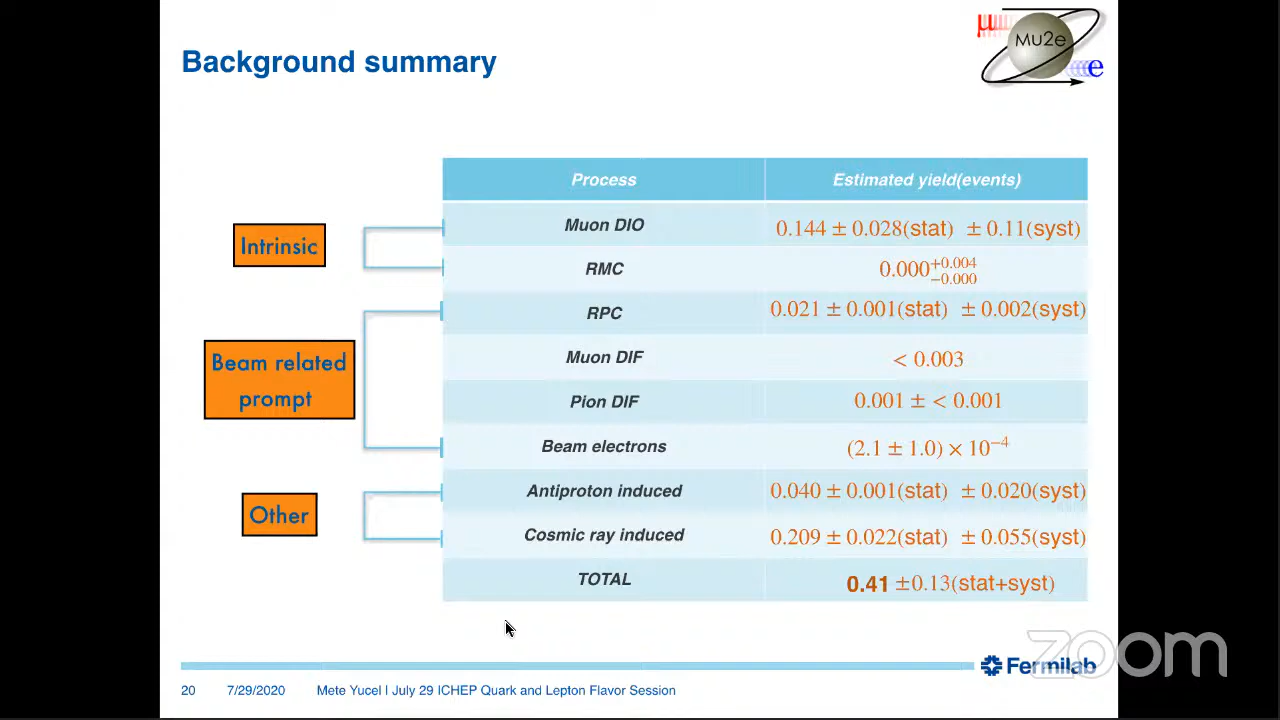 Background summary
μ Mu2e e
Process Estimated yield(events)
Intrinsic
Muon DIO 0.144 ± 0.028(stat) ± 0.11(syst)
RMC 0.000 +0.004 −0.000
Beam related
prompt
RPC 0.021 ± 0.001(stat) ± 0.002(syst)
Muon DIF < 0.003
Pion DIF 0.001 ± < 0.001
Beam electrons (2.1 ± 1.0) × 10⁻⁴
Other
Antiproton induced 0.040 ± 0.001(stat) ± 0.020(syst)
Cosmic ray induced 0.209 ± 0.022(stat) ± 0.055(syst)
TOTAL 0.41 ±0.13(stat+syst)
Fermilab
zoom
20 7/29/2020 Mete Yucel | July 29 ICHEP Quark and Lepton Flavor Session